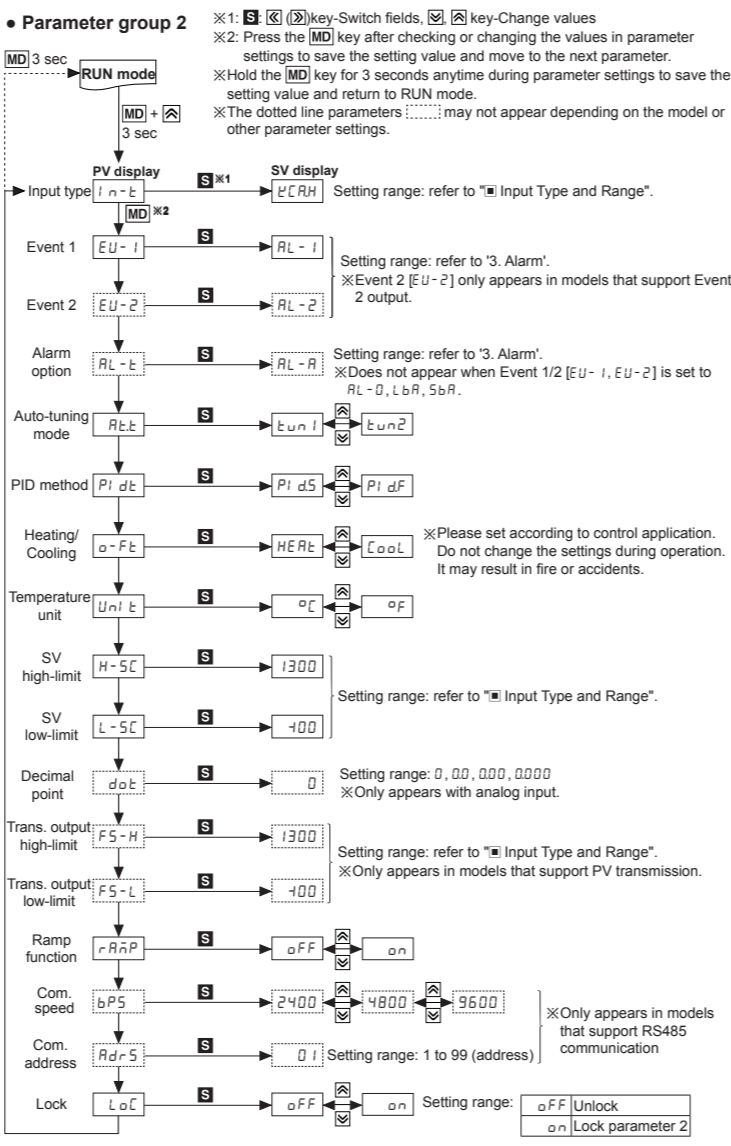 ● Parameter group 2
※1: S: ≪ (≫)key-Switch fields, ︾, ︽ key-Change values
※2: Press the MD key after checking or changing the values in parameter
settings to save the setting value and move to the next parameter.
※Hold the MD key for 3 seconds anytime during parameter settings to save the
setting value and return to RUN mode.
※The dotted line parameters may not appear depending on the model or
other parameter settings.
MD 3 sec
RUN mode
MD + ︽
3 sec
PV display SV display
Input type In-t S ※1 KCA.H Setting range: refer to "▣ Input Type and Range".
MD ※2
Event 1 EU-1 S AL-1
Setting range: refer to '3. Alarm'.
※Event 2 [EU-2] only appears in models that support Event
2 output.
Event 2 EU-2 S AL-2
Alarm
option AL-t S AL-A Setting range: refer to '3. Alarm'.
※Does not appear when Event 1/2 [EU-1, EU-2] is set to
AL-0, LbA, SbA.
Auto-tuning
mode At.t S tun1 ︽ ︾ tun2
PID method PIdt S PId.S ︽ ︾ PId.F
Heating/
Cooling o-Ft S HEAt ︽ ︾ CooL
※Please set according to control application.
Do not change the settings during operation.
It may result in fire or accidents.
Temperature
unit UnIt S °C ︽ ︾ °F
SV
high-limit H-SC S 1300
Setting range: refer to "▣ Input Type and Range".
SV
low-limit L-SC S -100
Decimal
point dot S 0 Setting range: 0, 0.0, 0.00, 0.000
※Only appears with analog input.
Trans. output
high-limit FS-H S 1300
Setting range: refer to "▣ Input Type and Range".
※Only appears in models that support PV transmission.
Trans. output
low-limit FS-L S -100
Ramp
function rAMP S oFF ︽ ︾ on
Com.
speed bPS S 2400 ︽ ︾ 4800 ︽ ︾ 9600
※Only appears in models
that support RS485
communication
Com.
address AdrS S 01 Setting range: 1 to 99 (address)
Lock LoC S oFF ︽ ︾ on Setting range: oFF Unlock
on Lock parameter 2